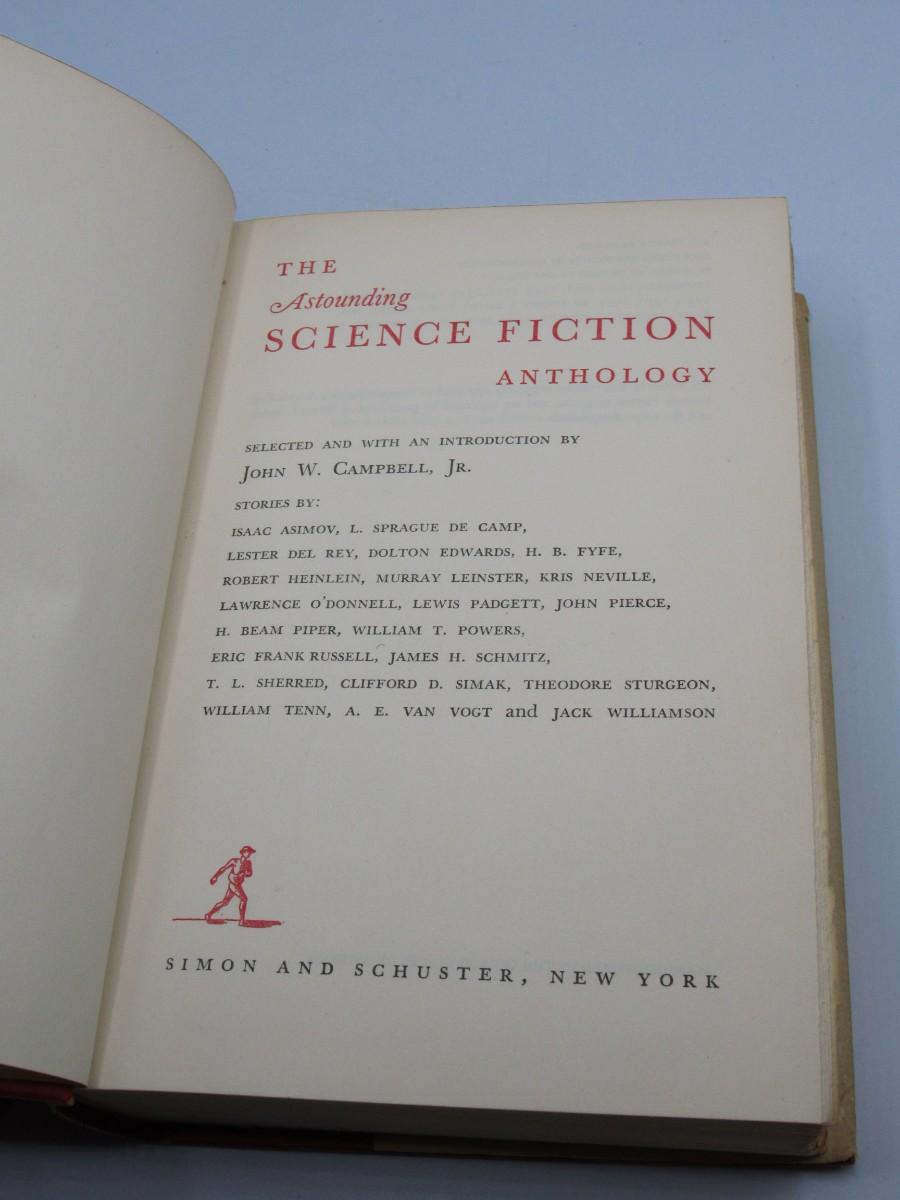 THE
Astounding
SCIENCE FICTION
ANTHOLOGY
SELECTED AND WITH AN INTRODUCTION BY
JOHN W. CAMPBELL, JR.
STORIES BY:
ISAAC ASIMOV, L. SPRAGUE DE CAMP,
LESTER DEL REY, DOLTON EDWARDS, H. B. FYFE,
ROBERT HEINLEIN, MURRAY LEINSTER, KRIS NEVILLE,
LAWRENCE O'DONNELL, LEWIS PADGETT, JOHN PIERCE,
H. BEAM PIPER, WILLIAM T. POWERS,
ERIC FRANK RUSSELL, JAMES H. SCHMITZ,
T. L. SHERRED, CLIFFORD D. SIMAK, THEODORE STURGEON,
WILLIAM TENN, A. E. VAN VOGT and JACK WILLIAMSON
SIMON AND SCHUSTER, NEW YORK